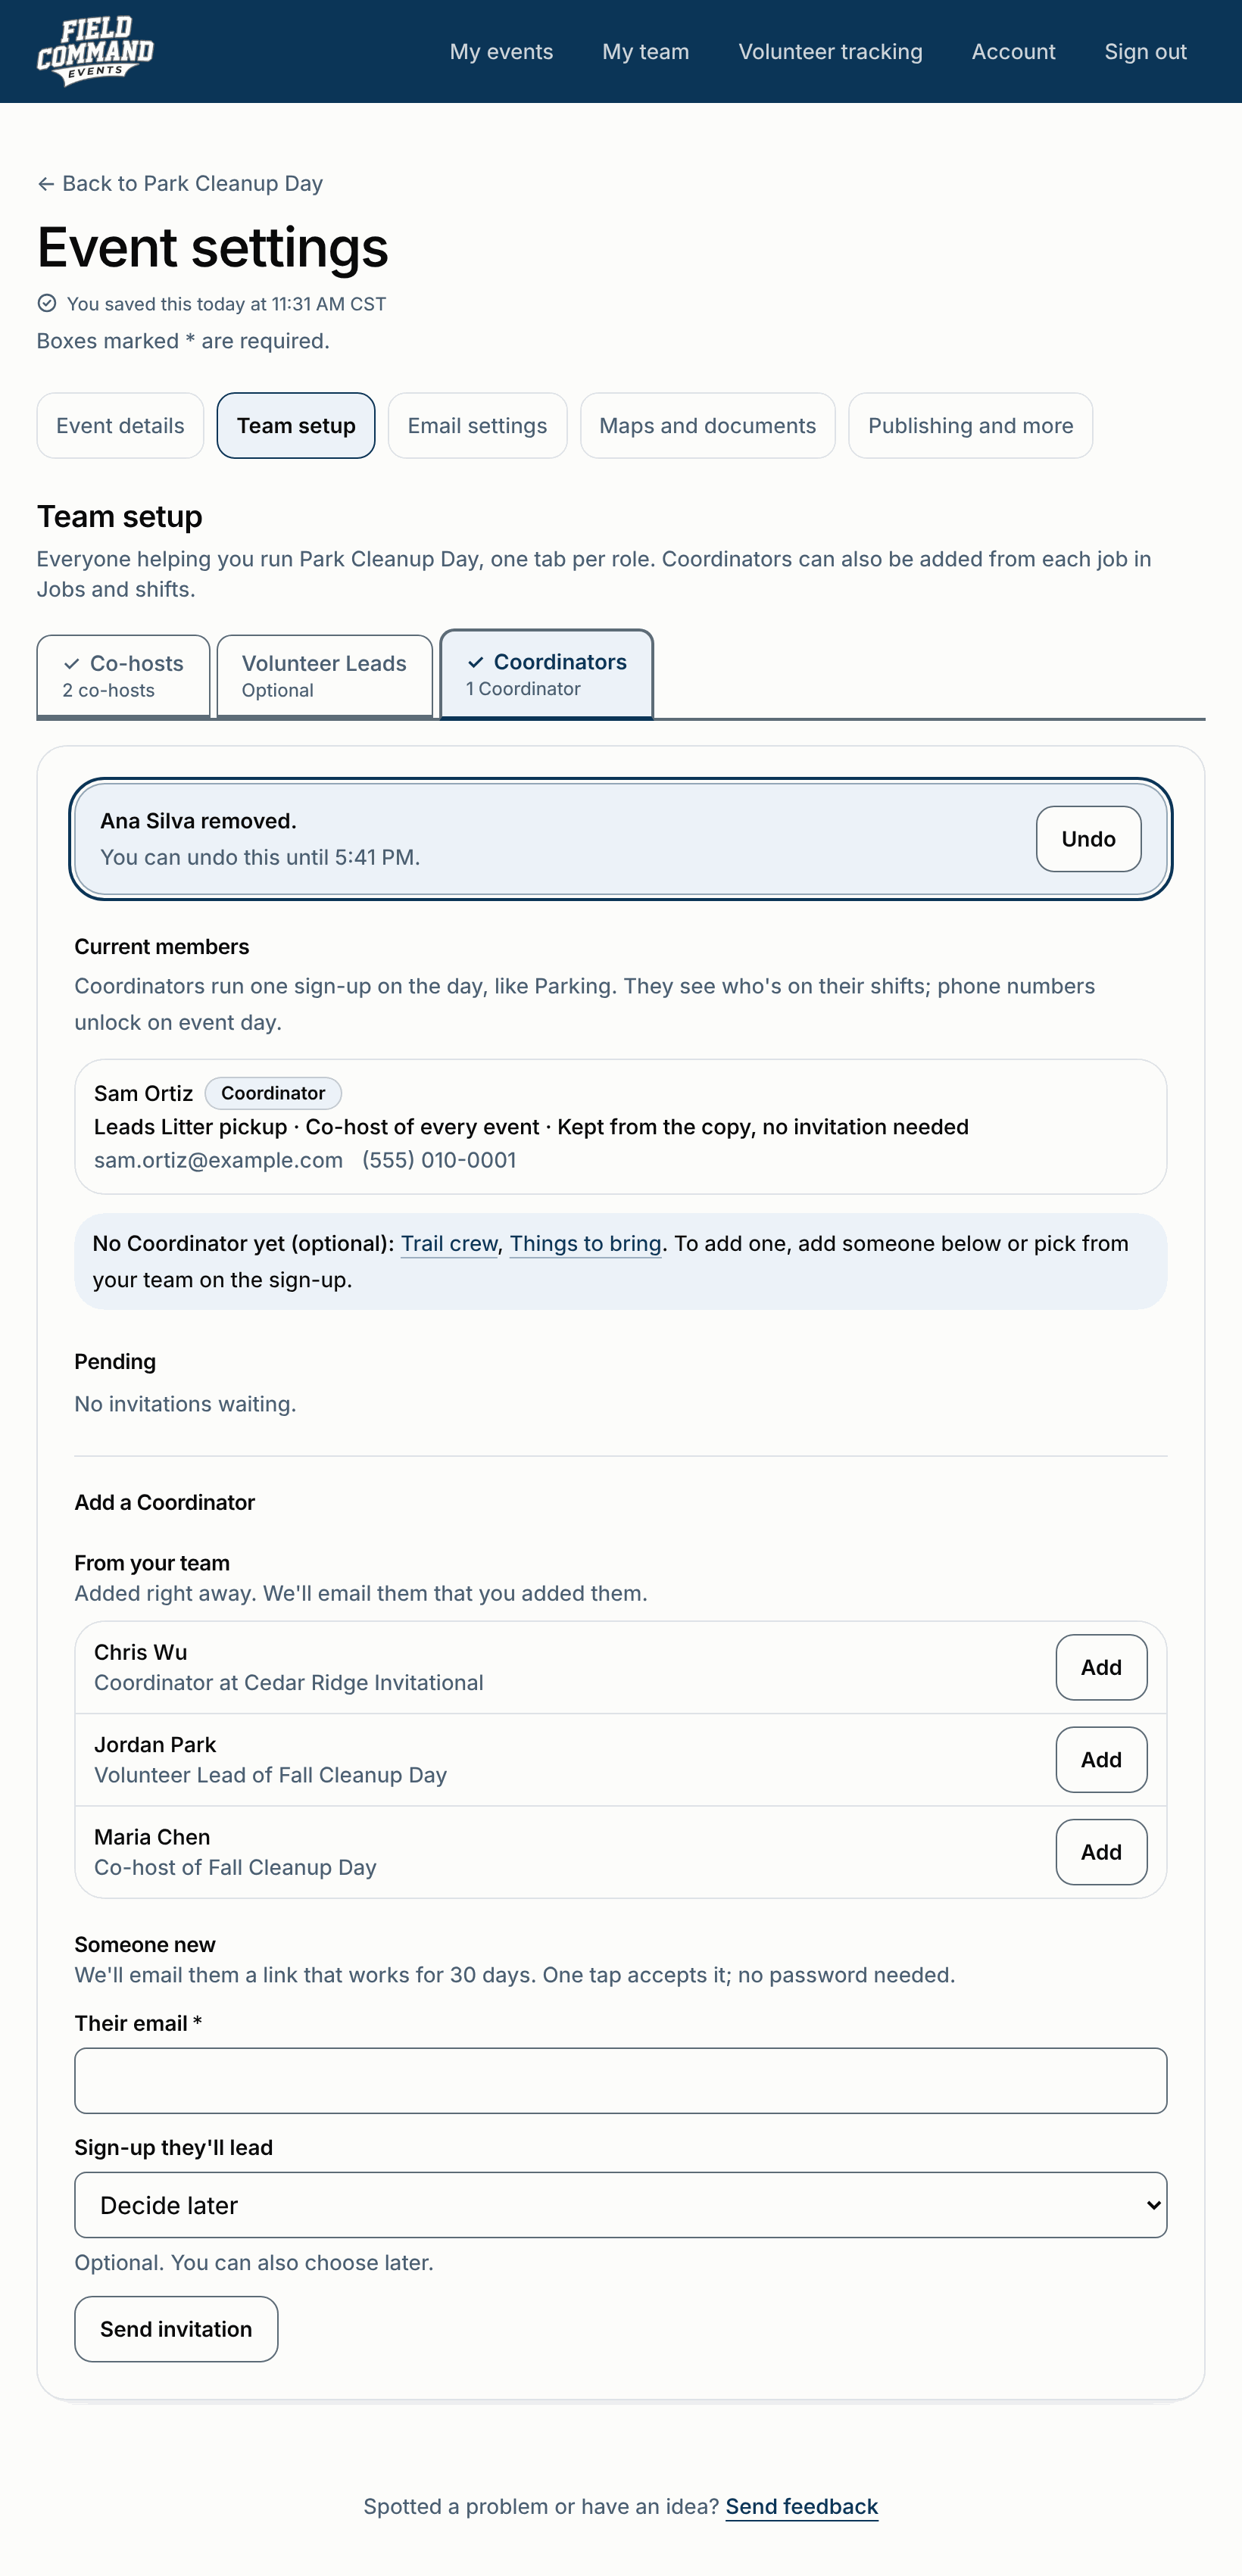 FIELD
COMMAND
EVENTS
My events
My team
Volunteer tracking
Account
Sign out
← Back to Park Cleanup Day
Event settings
You saved this today at 11:31 AM CST
Boxes marked * are required.
Event details
Team setup
Email settings
Maps and documents
Publishing and more
Team setup
Everyone helping you run Park Cleanup Day, one tab per role. Coordinators can also be added from each job in
Jobs and shifts.
✓ Co-hosts
2 co-hosts
Volunteer Leads
Optional
✓ Coordinators
1 Coordinator
Ana Silva removed.
You can undo this until 5:41 PM.
Undo
Current members
Coordinators run one sign-up on the day, like Parking. They see who's on their shifts; phone numbers
unlock on event day.
Sam Ortiz Coordinator
Leads Litter pickup · Co-host of every event · Kept from the copy, no invitation needed
sam.ortiz@example.com (555) 010-0001
No Coordinator yet (optional): Trail crew, Things to bring. To add one, add someone below or pick from
your team on the sign-up.
Pending
No invitations waiting.
Add a Coordinator
From your team
Added right away. We'll email them that you added them.
Chris Wu
Coordinator at Cedar Ridge Invitational
Add
Jordan Park
Volunteer Lead of Fall Cleanup Day
Add
Maria Chen
Co-host of Fall Cleanup Day
Add
Someone new
We'll email them a link that works for 30 days. One tap accepts it; no password needed.
Their email *
Sign-up they'll lead
Decide later
Optional. You can also choose later.
Send invitation
Spotted a problem or have an idea? Send feedback